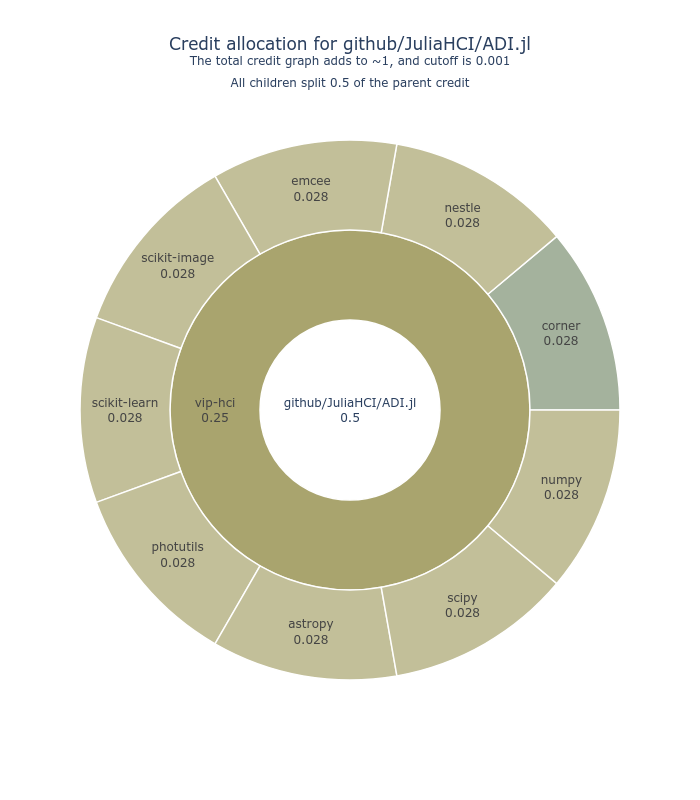 Credit allocation for github/JuliaHCI/ADI.jl
The total credit graph adds to ~1, and cutoff is 0.001
All children split 0.5 of the parent credit
emcee
0.028
nestle
0.028
scikit-image
0.028
corner
0.028
scikit-learn
0.028
vip-hci
0.25
github/JuliaHCI/ADI.jl
0.5
numpy
0.028
photutils
0.028
scipy
0.028
astropy
0.028